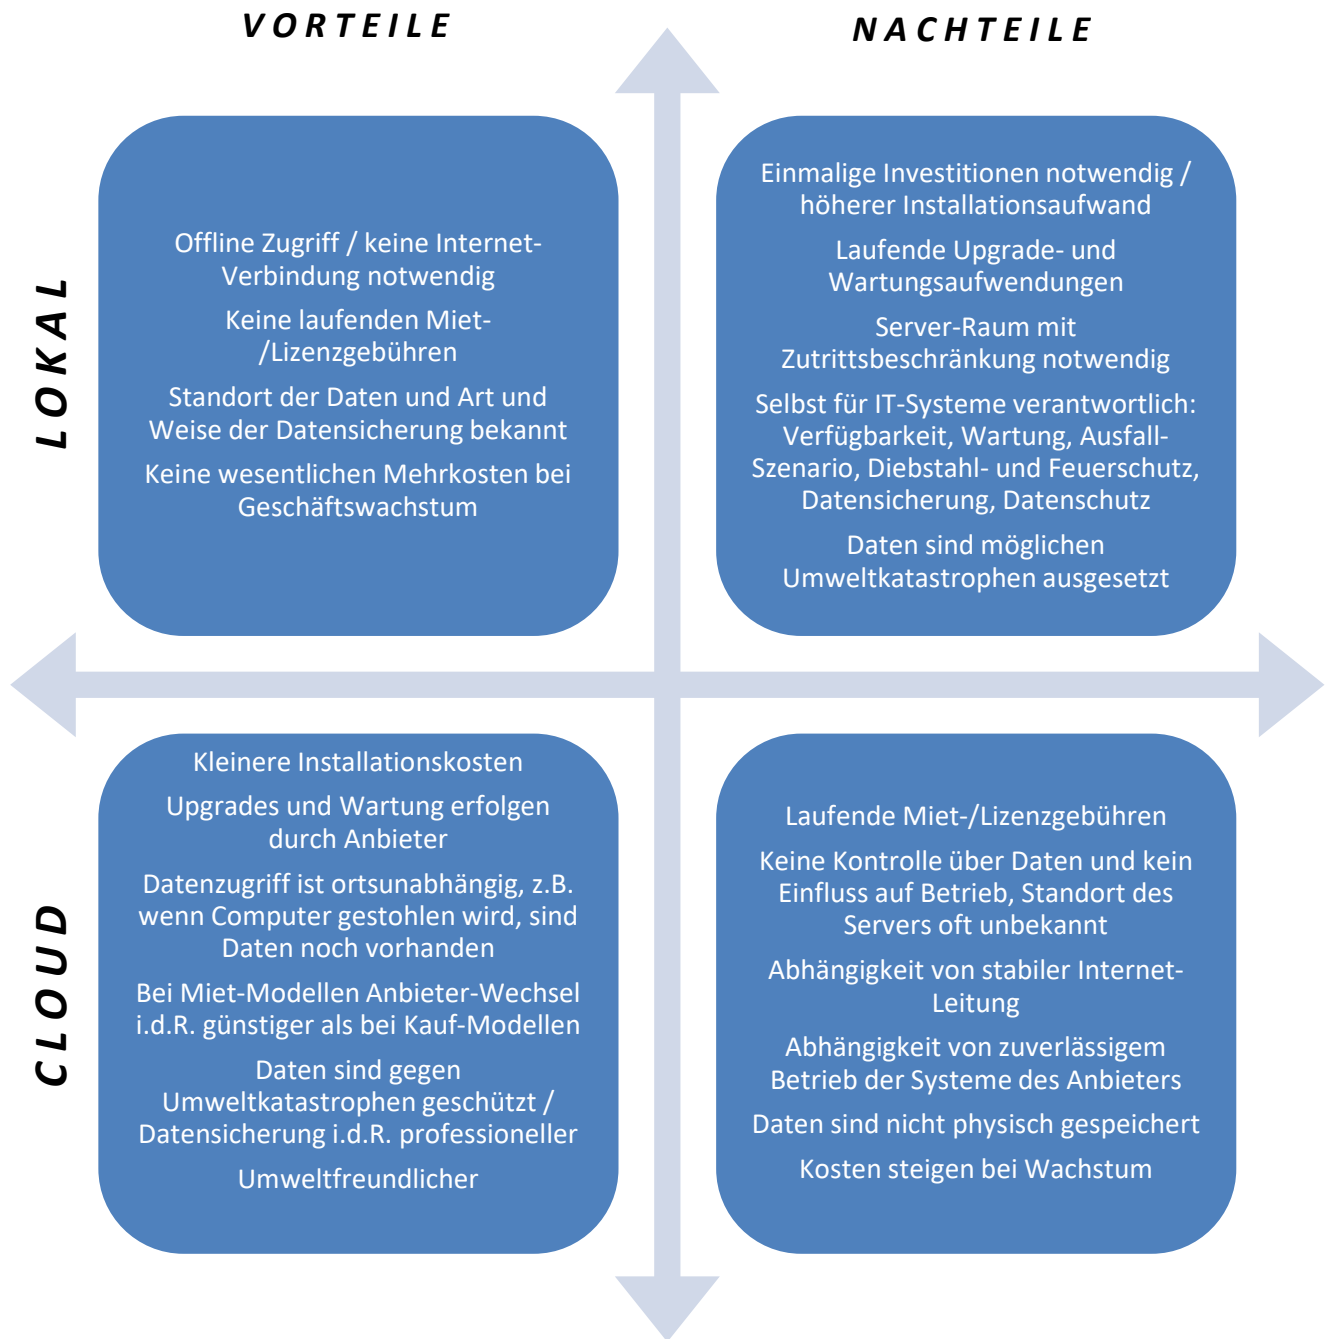 VORTEILE
NACHTEILE
LOKAL
Offline Zugriff / keine Internet-
Verbindung notwendig
Keine laufenden Miet-
/Lizenzgebühren
Standort der Daten und Art und
Weise der Datensicherung bekannt
Keine wesentlichen Mehrkosten bei
Geschäftswachstum
Einmalige Investitionen notwendig /
höherer Installationsaufwand
Laufende Upgrade- und
Wartungsaufwendungen
Server-Raum mit
Zutrittsbeschränkung notwendig
Selbst für IT-Systeme verantwortlich:
Verfügbarkeit, Wartung, Ausfall-
Szenario, Diebstahl- und Feuerschutz,
Datensicherung, Datenschutz
Daten sind möglichen
Umweltkatastrophen ausgesetzt
CLOUD
Kleinere Installationskosten
Upgrades und Wartung erfolgen
durch Anbieter
Datenzugriff ist ortsunabhängig, z.B.
wenn Computer gestohlen wird, sind
Daten noch vorhanden
Bei Miet-Modellen Anbieter-Wechsel
i.d.R. günstiger als bei Kauf-Modellen
Daten sind gegen
Umweltkatastrophen geschützt /
Datensicherung i.d.R. professioneller
Umweltfreundlicher
Laufende Miet-/Lizenzgebühren
Keine Kontrolle über Daten und kein
Einfluss auf Betrieb, Standort des
Servers oft unbekannt
Abhängigkeit von stabiler Internet-
Leitung
Abhängigkeit von zuverlässigem
Betrieb der Systeme des Anbieters
Daten sind nicht physisch gespeichert
Kosten steigen bei Wachstum